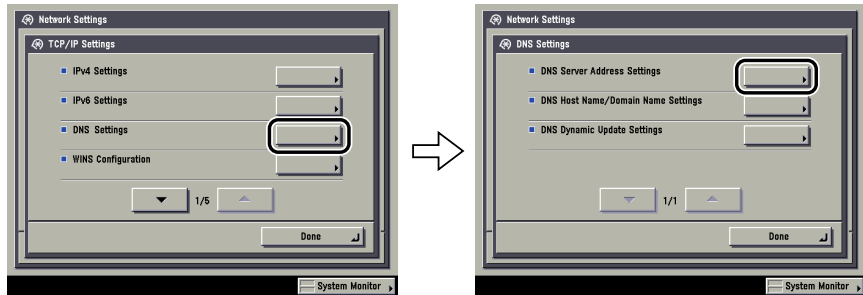 Network Settings
TCP/IP Settings
IPv4 Settings
IPv6 Settings
DNS Settings
WINS Configuration
1/5
Done
System Monitor
Network Settings
DNS Settings
DNS Server Address Settings
DNS Host Name/Domain Name Settings
DNS Dynamic Update Settings
1/1
Done
System Monitor